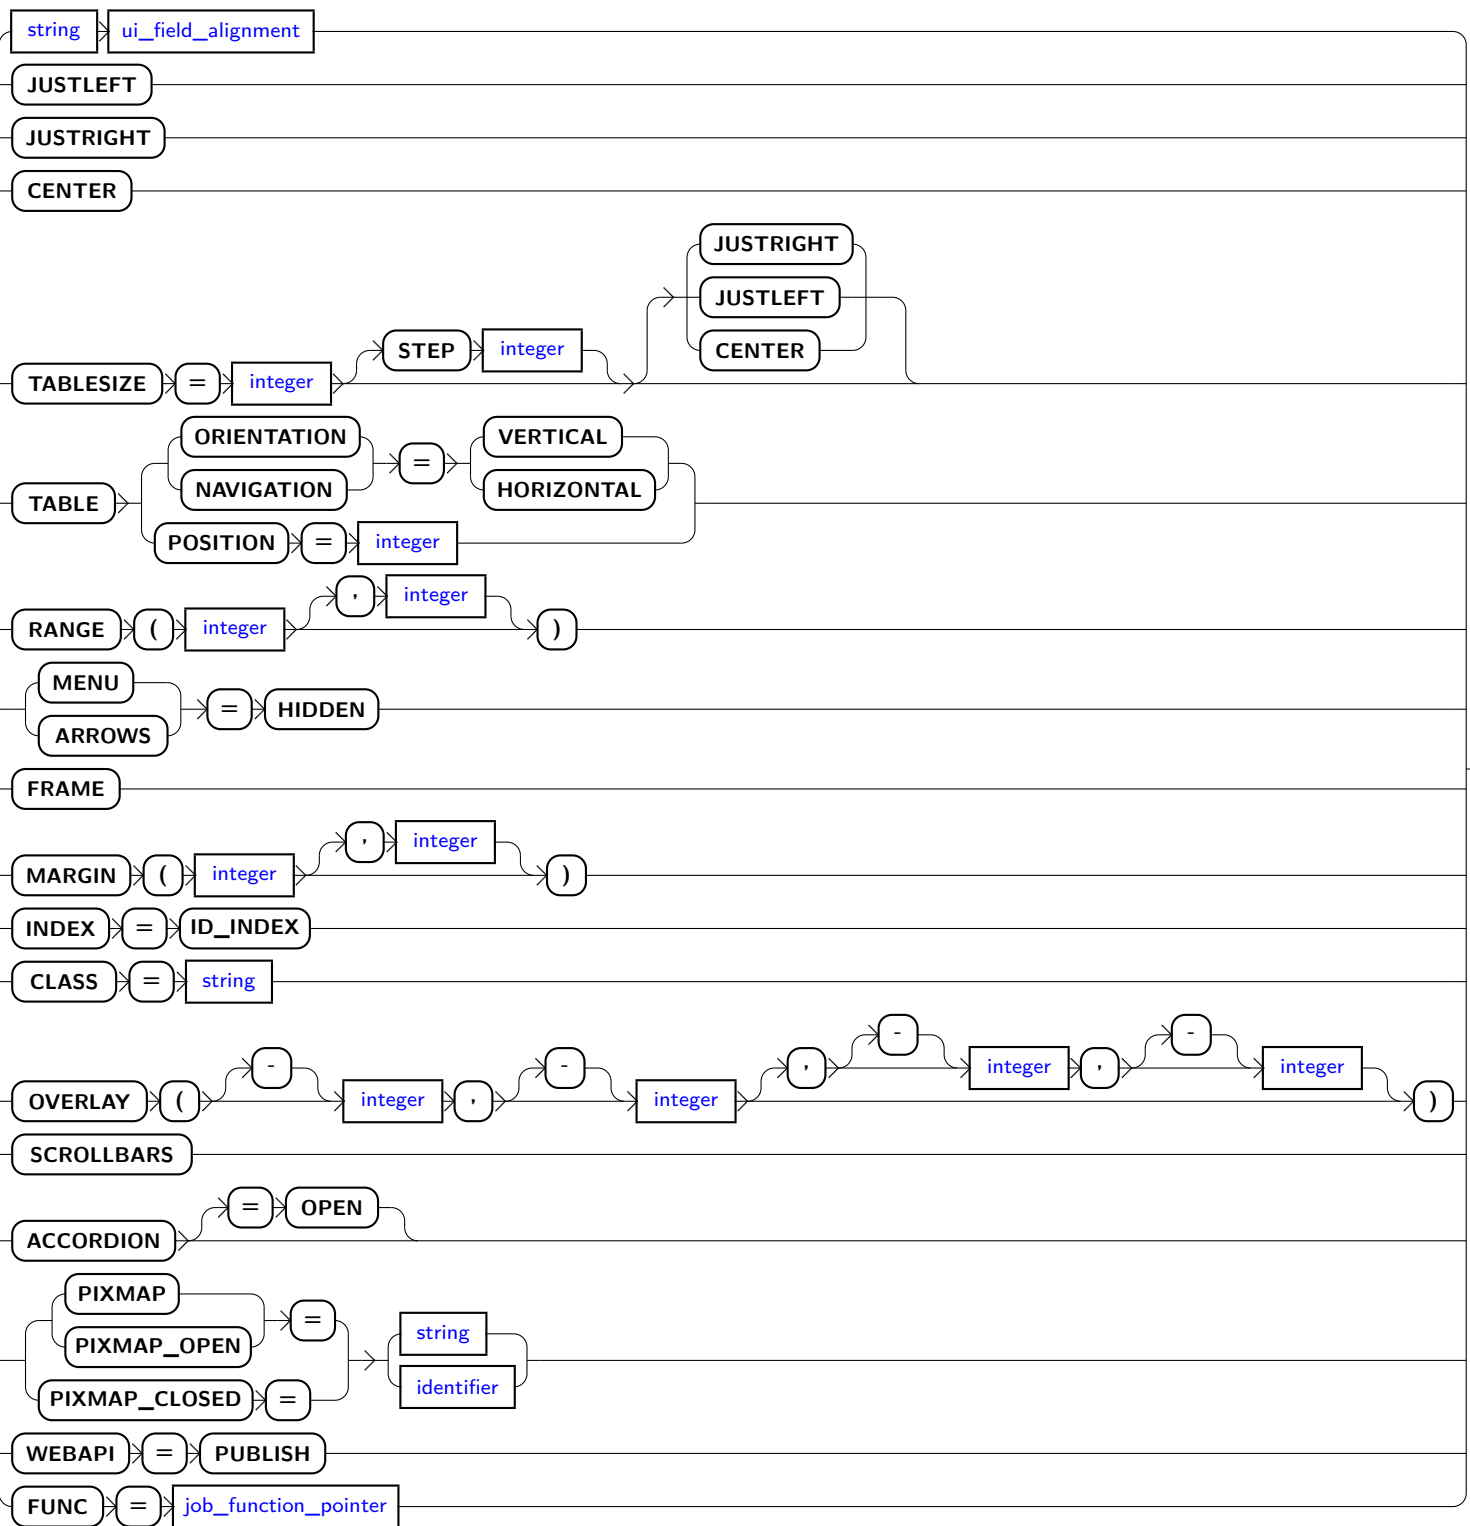 string ui_field_alignment
JUSTLEFT
JUSTRIGHT
CENTER
JUSTRIGHT
JUSTLEFT
STEP integer CENTER
TABLESIZE = integer
ORIENTATION VERTICAL
=
NAVIGATION HORIZONTAL
TABLE
POSITION = integer
, integer
RANGE ( integer )
MENU
= HIDDEN
ARROWS
FRAME
, integer
MARGIN ( integer )
INDEX = ID_INDEX
CLASS = string
- -
- - , integer , integer
OVERLAY ( integer , integer )
SCROLLBARS
= OPEN
ACCORDION
PIXMAP
= string
PIXMAP_OPEN
identifier
PIXMAP_CLOSED =
WEBAPI = PUBLISH
FUNC = job_function_pointer